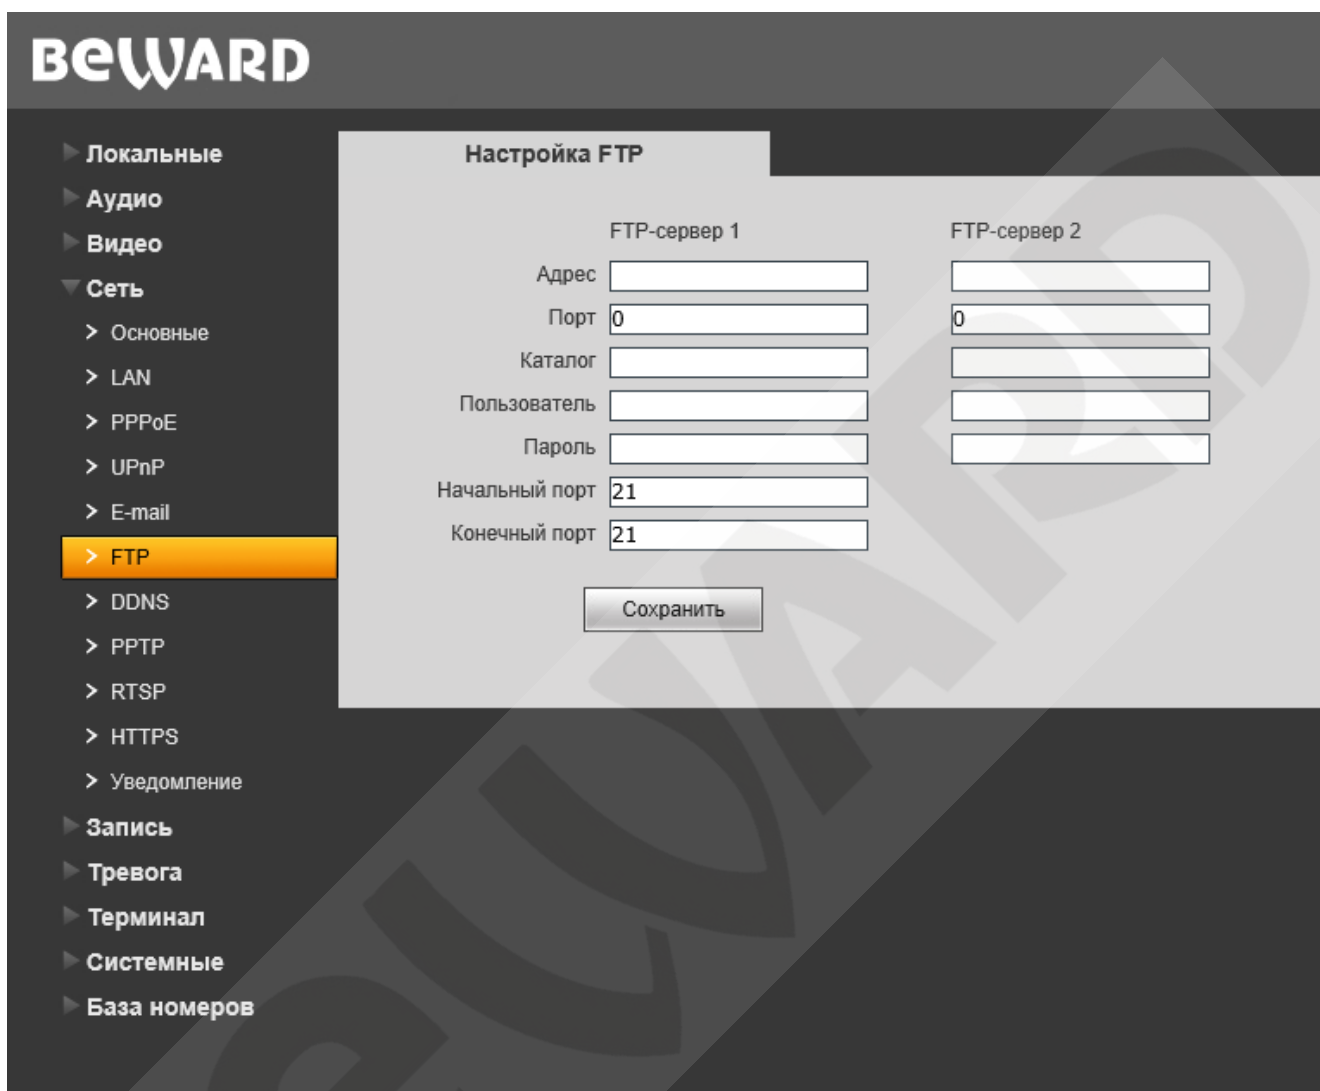 BEWARD
Локальные
Аудио
Видео
Сеть
Основные
LAN
PPPoE
UPnP
E-mail
FTP
DDNS
PPTP
RTSP
HTTPS
Уведомление
Запись
Тревога
Терминал
Системные
База номеров
Настройка FTP
FTP-сервер 1 FTP-сервер 2
Адрес
Порт 0 0
Каталог
Пользователь
Пароль
Начальный порт 21
Конечный порт 21
Сохранить
BEWARD